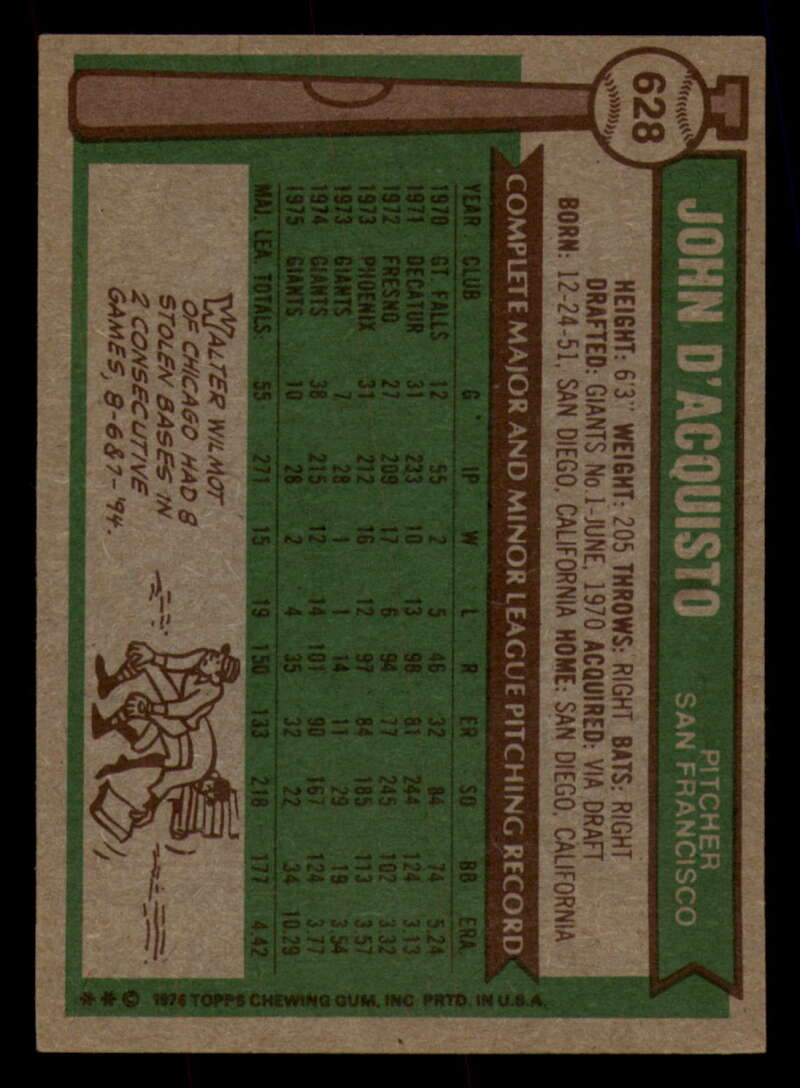 628
JOHN D'ACQUISTO
PITCHER
SAN FRANCISCO
HEIGHT: 6'3" WEIGHT: 205 THROWS: RIGHT BATS: RIGHT
DRAFTED: GIANTS No.1-JUNE, 1970 ACQUIRED: VIA DRAFT
BORN: 12-24-51, SAN DIEGO, CALIFORNIA HOME: SAN DIEGO, CALIFORNIA
COMPLETE MAJOR AND MINOR LEAGUE PITCHING RECORD
YEAR CLUB G IP W L R ER SO BB ERA
1970 GT. FALLS 12 55 2 5 46 32 84 74 5.24
1971 DECATUR 31 233 10 13 98 81 244 124 3.13
1972 FRESNO 27 209 17 6 94 77 245 102 3.32
1973 PHOENIX 31 212 16 12 97 84 185 113 3.57
1973 GIANTS 7 28 1 1 14 11 29 19 3.54
1974 GIANTS 38 215 12 14 101 90 167 124 3.77
1975 GIANTS 10 28 2 4 35 32 22 34 10.29
MAJ. LEA. TOTALS 55 271 15 19 150 133 218 177 4.42
WALTER WILMOT
OF CHICAGO HAD 8
STOLEN BASES IN
2 CONSECUTIVE
GAMES, 8-6&7-'94.
* * © 1976 TOPPS CHEWING GUM, INC. PRTD. IN U.S.A.